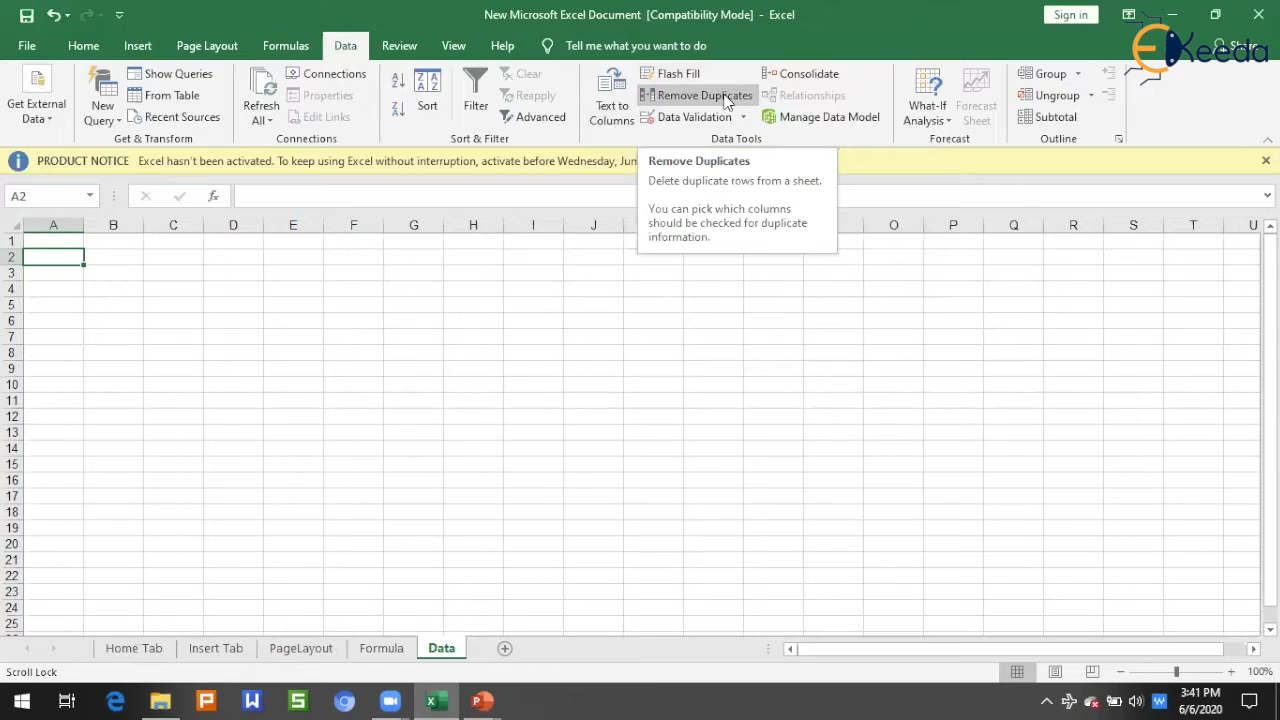 New Microsoft Excel Document [Compatibility Mode] - Excel
Sign in
File Home Insert Page Layout Formulas Data Review View Help Tell me what you want to do
Keeda
Get External Data
New Query
Show Queries
From Table
Recent Sources
Get & Transform
Refresh All
Connections
Properties
Edit Links
Connections
Sort
Filter
Clear
Reapply
Advanced
Sort & Filter
Text to Columns
Flash Fill
Remove Duplicates
Data Validation
Consolidate
Relationships
Manage Data Model
Data Tools
What-If Analysis
Forecast Sheet
Forecast
Group
Ungroup
Subtotal
Outline
PRODUCT NOTICE Excel hasn't been activated. To keep using Excel without interruption, activate before Wednesday, Jun
Remove Duplicates
Delete duplicate rows from a sheet.
You can pick which columns
should be checked for duplicate
information.
A2
fx
A B C D E F G H I J O P Q R S T U
1
2
3
4
5
6
7
8
9
10
11
12
13
14
15
16
17
18
19
20
21
22
23
24
25
Home Tab Insert Tab PageLayout Formula Data
Scroll Lock
100%
3:41 PM
6/6/2020